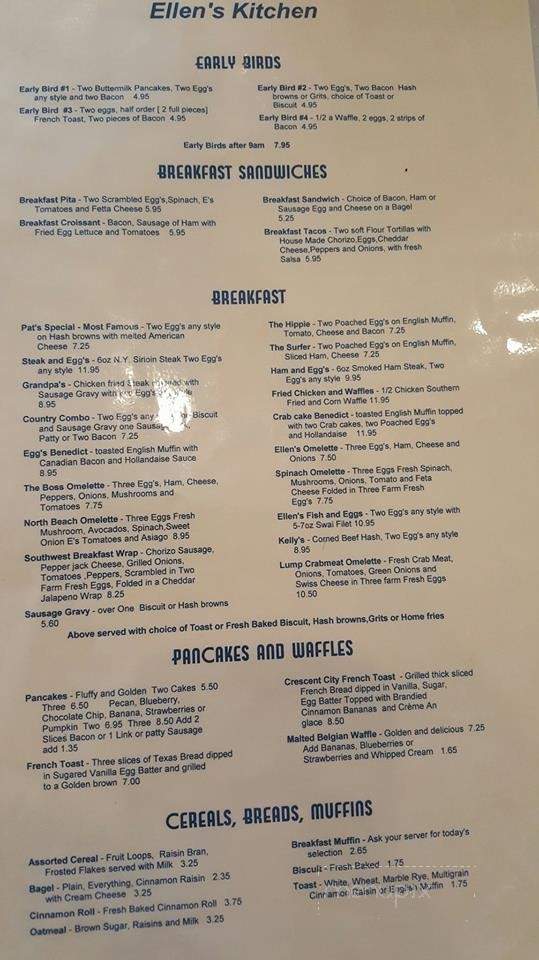 Ellen's Kitchen
EARLY BIRDS
Early Bird #1 - Two Buttermilk Pancakes, Two Egg's
any style and two Bacon 4.95
Early Bird #3 - Two eggs, half order [ 2 full pieces]
French Toast, Two pieces of Bacon 4.95
Early Bird #2 - Two Egg's, Two Bacon Hash
browns or Grits, choice of Toast or
Biscuit 4.95
Early Bird #4 - 1/2 a Waffle, 2 eggs, 2 strips of
Bacon 4.95
Early Birds after 9am 7.95
BREAKFAST SANDWICHES
Breakfast Pita - Two Scrambled Egg's,Spinach, E's
Tomatoes and Fetta Cheese 5.95
Breakfast Croissant - Bacon, Sausage of Ham with
Fried Egg Lettuce and Tomatoes 5.95
Breakfast Sandwich - Choice of Bacon, Ham or
Sausage Egg and Cheese on a Bagel
5.25
Breakfast Tacos - Two soft Flour Tortillas with
House Made Chorizo,Eggs,Cheddar
Cheese,Peppers and Onions, with fresh
Salsa 5.95
BREAKFAST
Pat's Special - Most Famous - Two Egg's any style
on Hash browns with melted American
Cheese 7.25
Steak and Egg's - 6oz N.Y. Sirloin Steak Two Egg's
any style 11.95
Grandpa's - Chicken fried Steak with
Sausage Gravy with Egg's
8.95
Country Combo - Two Egg's any Biscuit
and Sausage Gravy one
Patty or Two Bacon 7.25
Egg's Benedict - toasted English Muffin with
Canadian Bacon and Hollandaise Sauce
8.95
The Boss Omelette - Three Egg's, Ham, Cheese,
Peppers, Onions, Mushrooms and
Tomatoes 7.75
North Beach Omelette - Three Eggs Fresh
Mushroom, Avocados, Spinach,Sweet
Onion E's Tomatoes and Asiago 8.95
Southwest Breakfast Wrap - Chorizo Sausage,
Pepper jack Cheese, Grilled Onions,
Tomatoes ,Peppers, Scrambled in Two
Farm Fresh Eggs, Folded in a Cheddar
Jalapeno Wrap 8.25
Sausage Gravy - over One Biscuit or Hash browns
5.60
The Hippie - Two Poached Egg's on English Muffin,
Tomato, Cheese and Bacon 7.25
The Surfer - Two Poached Egg's on English Muffin,
Sliced Ham, Cheese 7.25
Ham and Egg's - 6oz Smoked Ham Steak, Two
Egg's any style 9.95
Fried Chicken and Waffles - 1/2 Chicken Southern
Fried and Corn Waffle 11.95
Crab cake Benedict - toasted English Muffin topped
with two Crab cakes, two Poached Egg's
and Hollandaise 11.95
Ellen's Omelette - Three Egg's, Ham, Cheese and
Onions 7.50
Spinach Omelette - Three Eggs Fresh Spinach,
Mushrooms, Onions, Tomato and Feta
Cheese Folded in Three Farm Fresh
Egg's 7.75
Ellen's Fish and Eggs - Two Egg's any style with
5-7oz Swai Filet 10.95
Kelly's - Corned Beef Hash, Two Egg's any style
8.95
Lump Crabmeat Omelette - Fresh Crab Meat,
Onions, Tomatoes, Green Onions and
Swiss Cheese in Three farm Fresh Eggs
10.50
Above served with choice of Toast or Fresh Baked Biscuit, Hash browns,Grits or Home fries
PANCAKES AND WAFFLES
Pancakes - Fluffy and Golden Two Cakes 5.50
Three 6.50 Pecan, Blueberry,
Chocolate Chip, Banana, Strawberries or
Pumpkin Two 6.95 Three 8.50 Add 2
Slices Bacon or 1 Link or patty Sausage
add 1.35
French Toast - Three slices of Texas Bread dipped
in Sugared Vanilla Egg Batter and grilled
to a Golden brown 7.00
Crescent City French Toast - Grilled thick sliced
French Bread dipped in Vanilla, Sugar,
Egg Batter Topped with Brandied
Cinnamon Bananas and Crème An
glace 8.50
Malted Belgian Waffle - Golden and delicious 7.25
Add Bananas, Blueberries or
Strawberries and Whipped Cream 1.65
CEREALS, BREADS, MUFFINS
Assorted Cereal - Fruit Loops, Raisin Bran,
Frosted Flakes served with Milk 3.25
Bagel - Plain, Everything, Cinnamon Raisin 2.35
with Cream Cheese 3.25
Cinnamon Roll - Fresh Baked Cinnamon Roll 3.75
Oatmeal - Brown Sugar, Raisins and Milk 3.25
Breakfast Muffin - Ask your server for today's
selection 2.65
Biscuit - Fresh Baked 1.75
Toast - White, Wheat, Marble Rye, Multigrain
Cinnamon Raisin or English Muffin 1.75